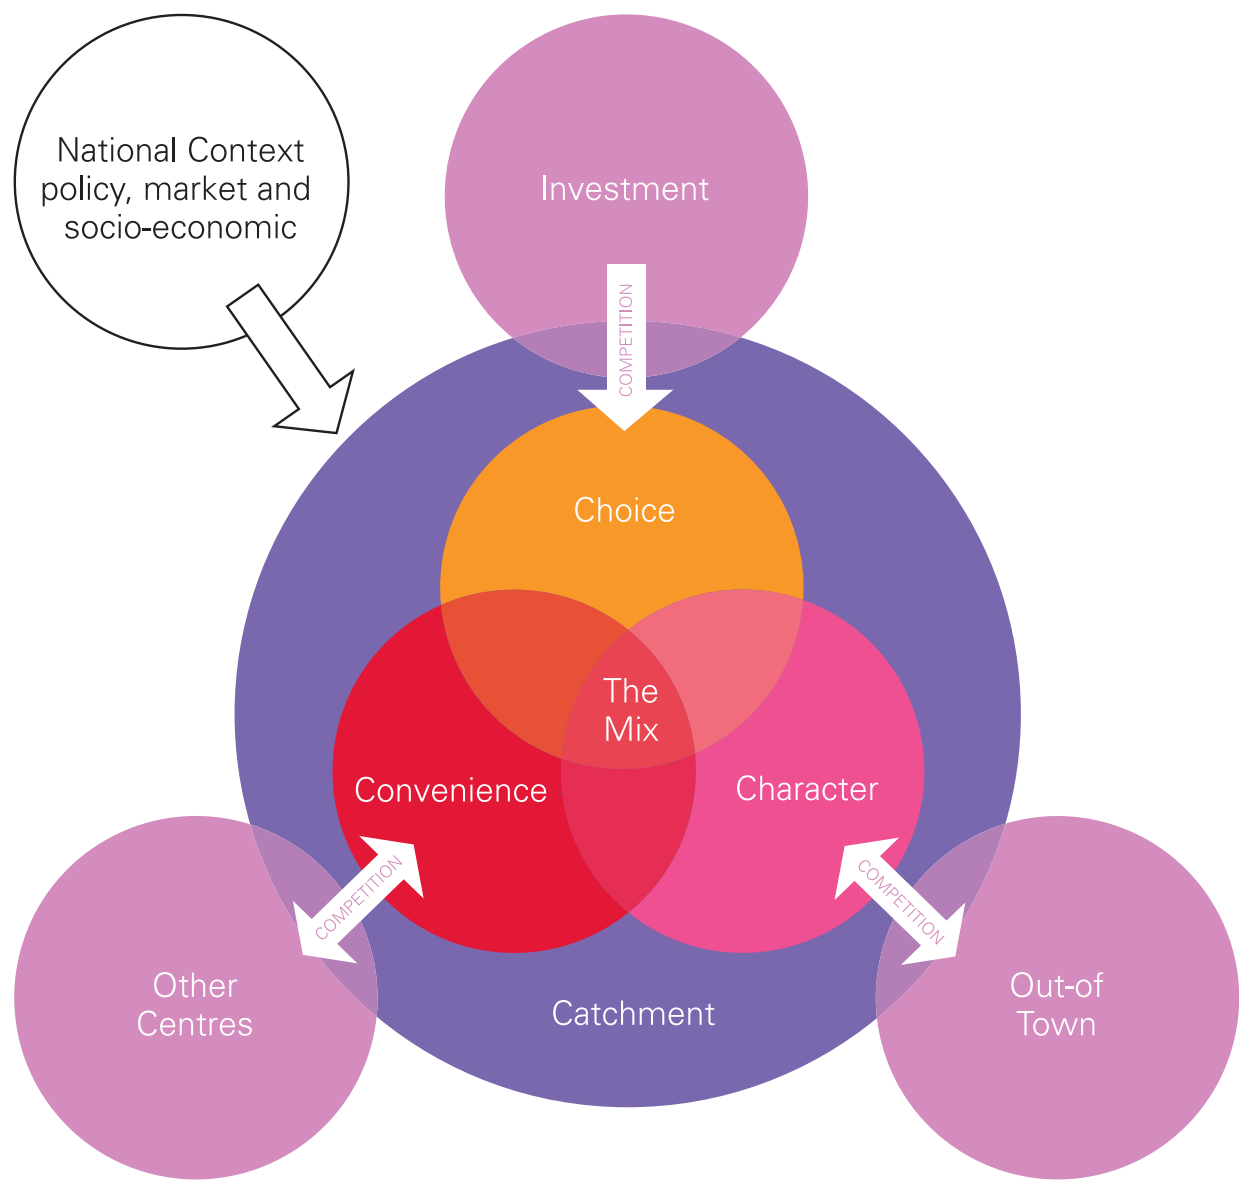 National Context
policy, market and
socio-economic
Investment
COMPETITION
Choice
The
Mix
Convenience
Character
COMPETITION
COMPETITION
Other
Centres
Catchment
Out-of
Town